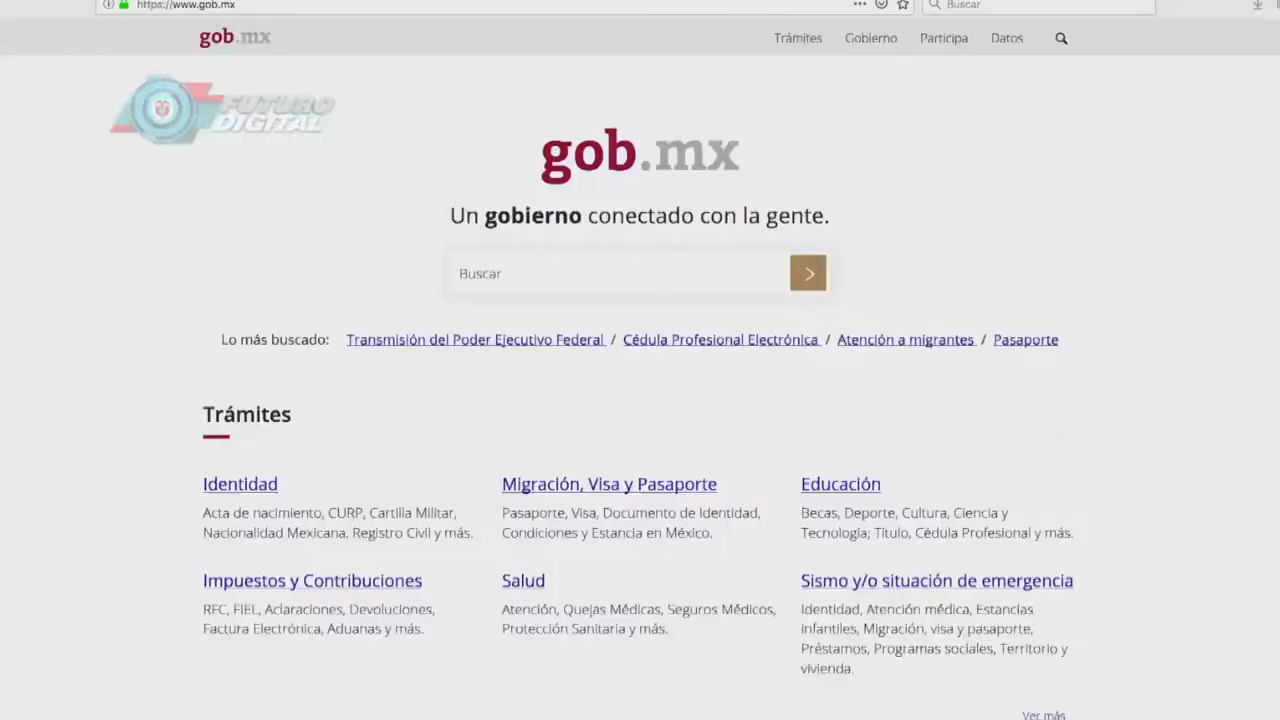 https://www.gob.mx
Buscar
gob.mx
Trámites Gobierno Participa Datos
FUTURO
DIGITAL
gob.mx
Un gobierno conectado con la gente.
Buscar
Lo más buscado: Transmisión del Poder Ejecutivo Federal / Cédula Profesional Electrónica / Atención a migrantes / Pasaporte
Trámites
Identidad
Acta de nacimiento, CURP, Cartilla Militar,
Nacionalidad Mexicana, Registro Civil y más.
Migración, Visa y Pasaporte
Pasaporte, Visa, Documento de Identidad,
Condiciones y Estancia en México.
Educación
Becas, Deporte, Cultura, Ciencia y
Tecnología; Título, Cédula Profesional y más.
Impuestos y Contribuciones
RFC, FIEL, Aclaraciones, Devoluciones,
Factura Electrónica, Aduanas y más.
Salud
Atención, Quejas Médicas, Seguros Médicos,
Protección Sanitaria y más.
Sismo y/o situación de emergencia
Identidad, Atención médica, Estancias
infantiles, Migración, visa y pasaporte,
Préstamos, Programas sociales, Territorio y
vivienda.
Ver más